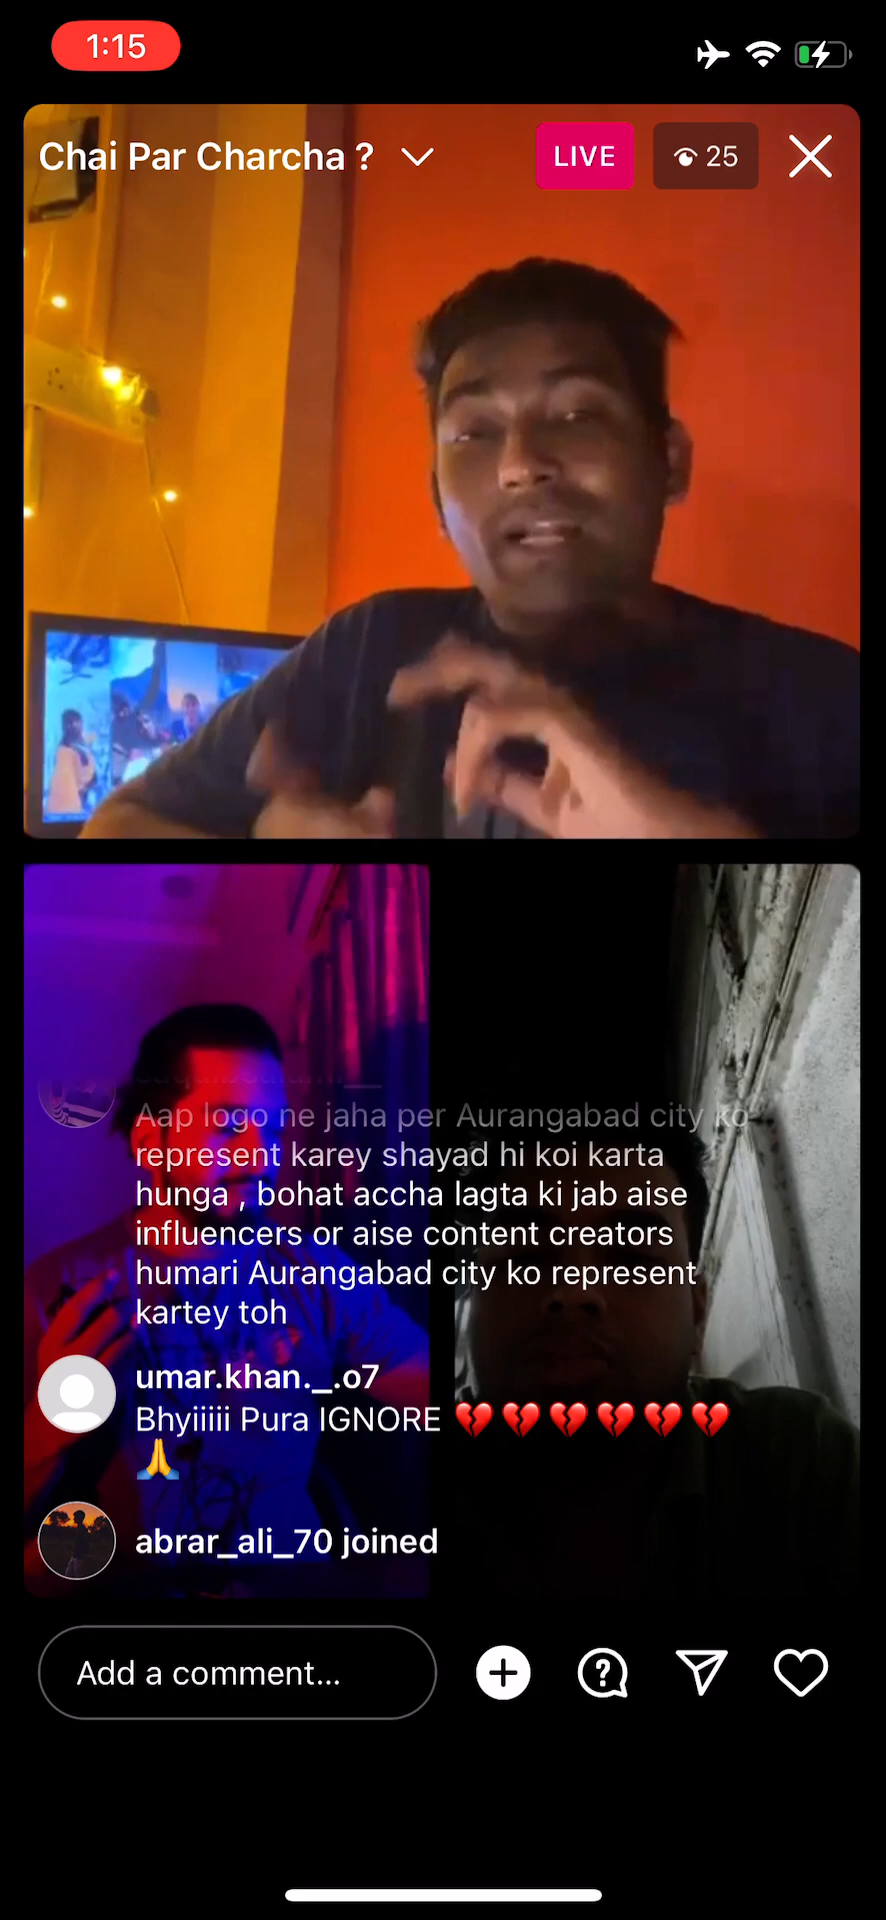 1:15
Chai Par Charcha ?
LIVE
25
Aap logo ne jaha per Aurangabad city ko
represent karey shayad hi koi karta
hunga , bohat accha lagta ki jab aise
influencers or aise content creators
humari Aurangabad city ko represent
kartey toh
umar.khan._.o7
Bhyiiiii Pura IGNORE 💔💔💔💔💔💔
🙏
abrar_ali_70 joined
Add a comment...